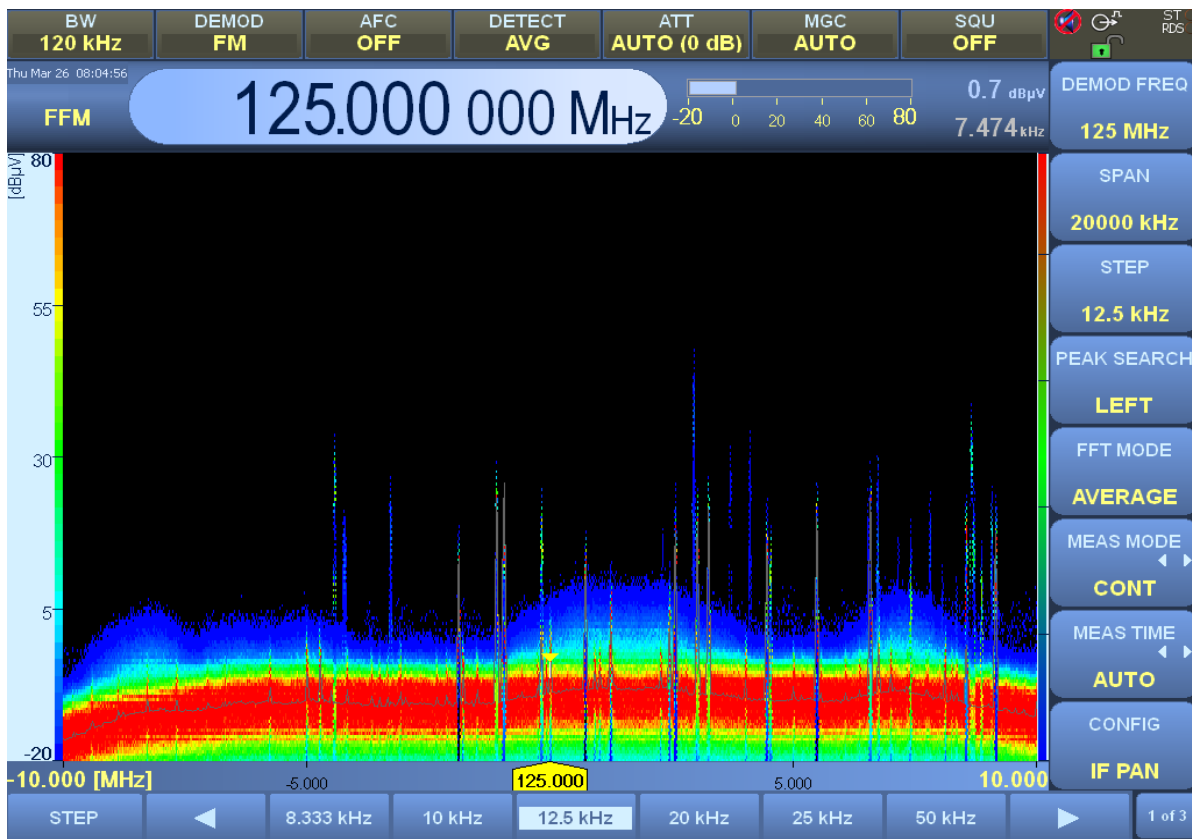 BW DEMOD AFC DETECT ATT MGC SQU ST
120 kHz FM OFF AVG AUTO (0 dB) AUTO OFF RDS
Thu Mar 26 08:04:56
FFM 125.000 000 MHz
-20 0 20 40 60 80
0.7 dBµV
7.474 kHz
DEMOD FREQ
125 MHz
SPAN
20000 kHz
STEP
12.5 kHz
PEAK SEARCH
LEFT
FFT MODE
AVERAGE
MEAS MODE
CONT
MEAS TIME
AUTO
CONFIG
IF PAN
[dBµV]
80
55
30
5
-20
-10.000 [MHz] -5.000 125.000 5.000 10.000
STEP 8.333 kHz 10 kHz 12.5 kHz 20 kHz 25 kHz 50 kHz 1 of 3